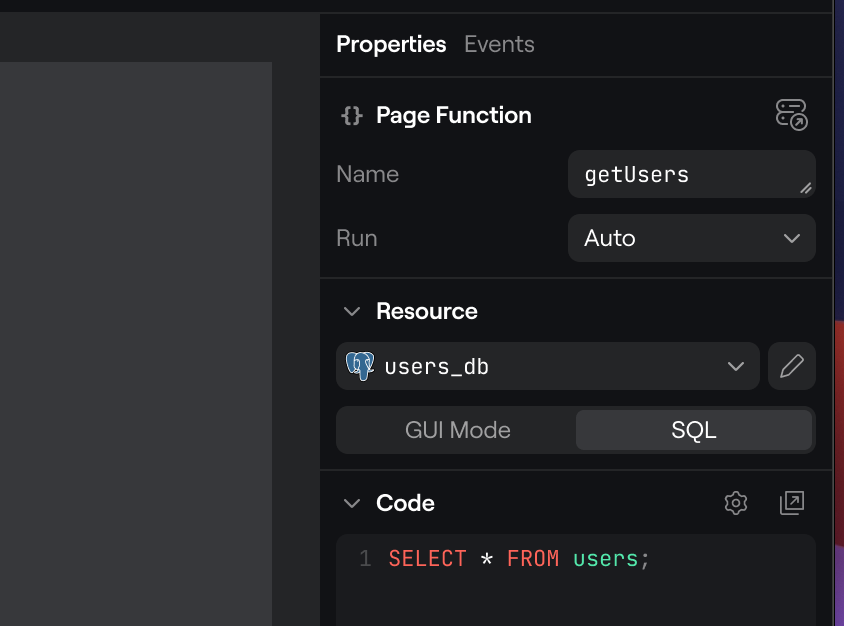 Properties Events
{} Page Function
Name getUsers
Run Auto
Resource
users_db
GUI Mode SQL
Code
1 SELECT * FROM users;